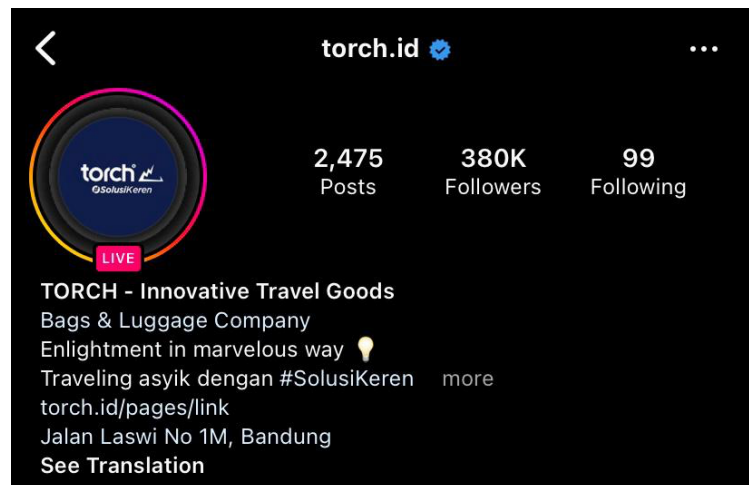 torch.id
torch
@SolusiKeren
LIVE
2,475 380K 99
Posts Followers Following
TORCH - Innovative Travel Goods
Bags & Luggage Company
Enlightment in marvelous way 💡
Traveling asyik dengan #SolusiKeren more
torch.id/pages/link
Jalan Laswi No 1M, Bandung
See Translation